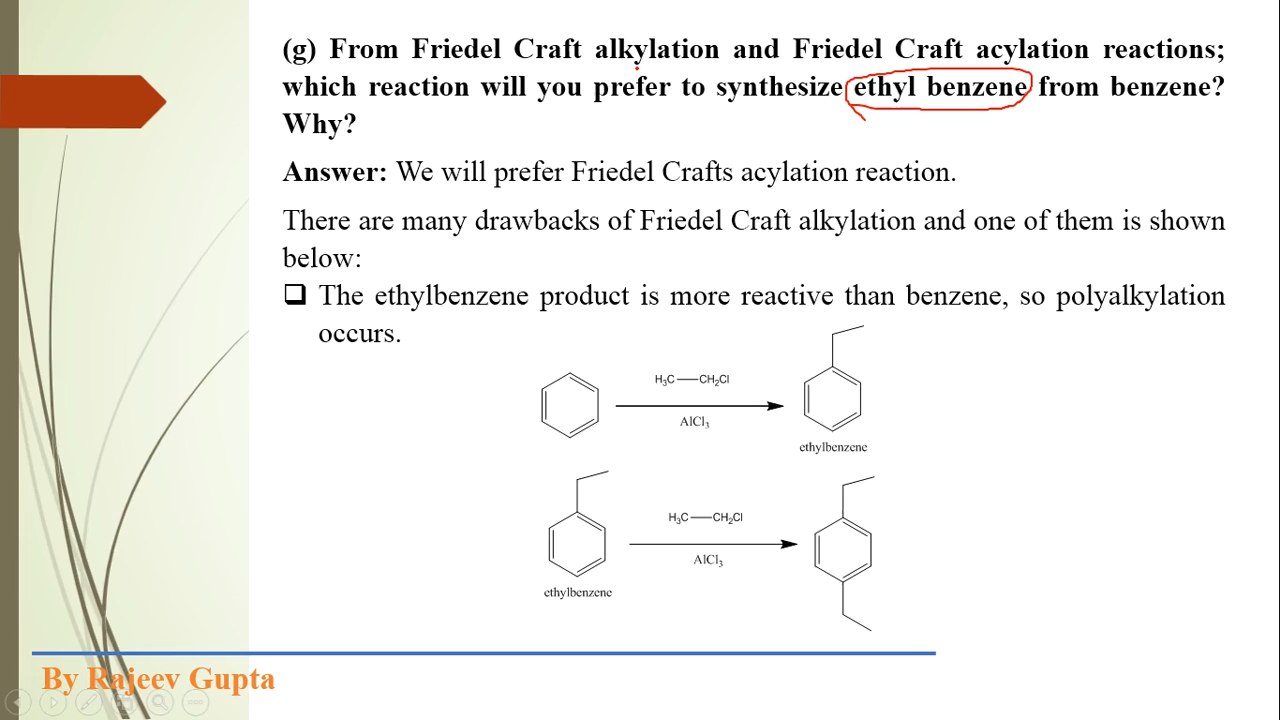 (g) From Friedel Craft alkylation and Friedel Craft acylation reactions;
which reaction will you prefer to synthesize ethyl benzene from benzene?
Why?
Answer: We will prefer Friedel Crafts acylation reaction.
There are many drawbacks of Friedel Craft alkylation and one of them is shown
below:
❑ The ethylbenzene product is more reactive than benzene, so polyalkylation
occurs.
H₃C—CH₂Cl
AlCl₃
ethylbenzene
H₃C—CH₂Cl
AlCl₃
ethylbenzene
By Rajeev Gupta